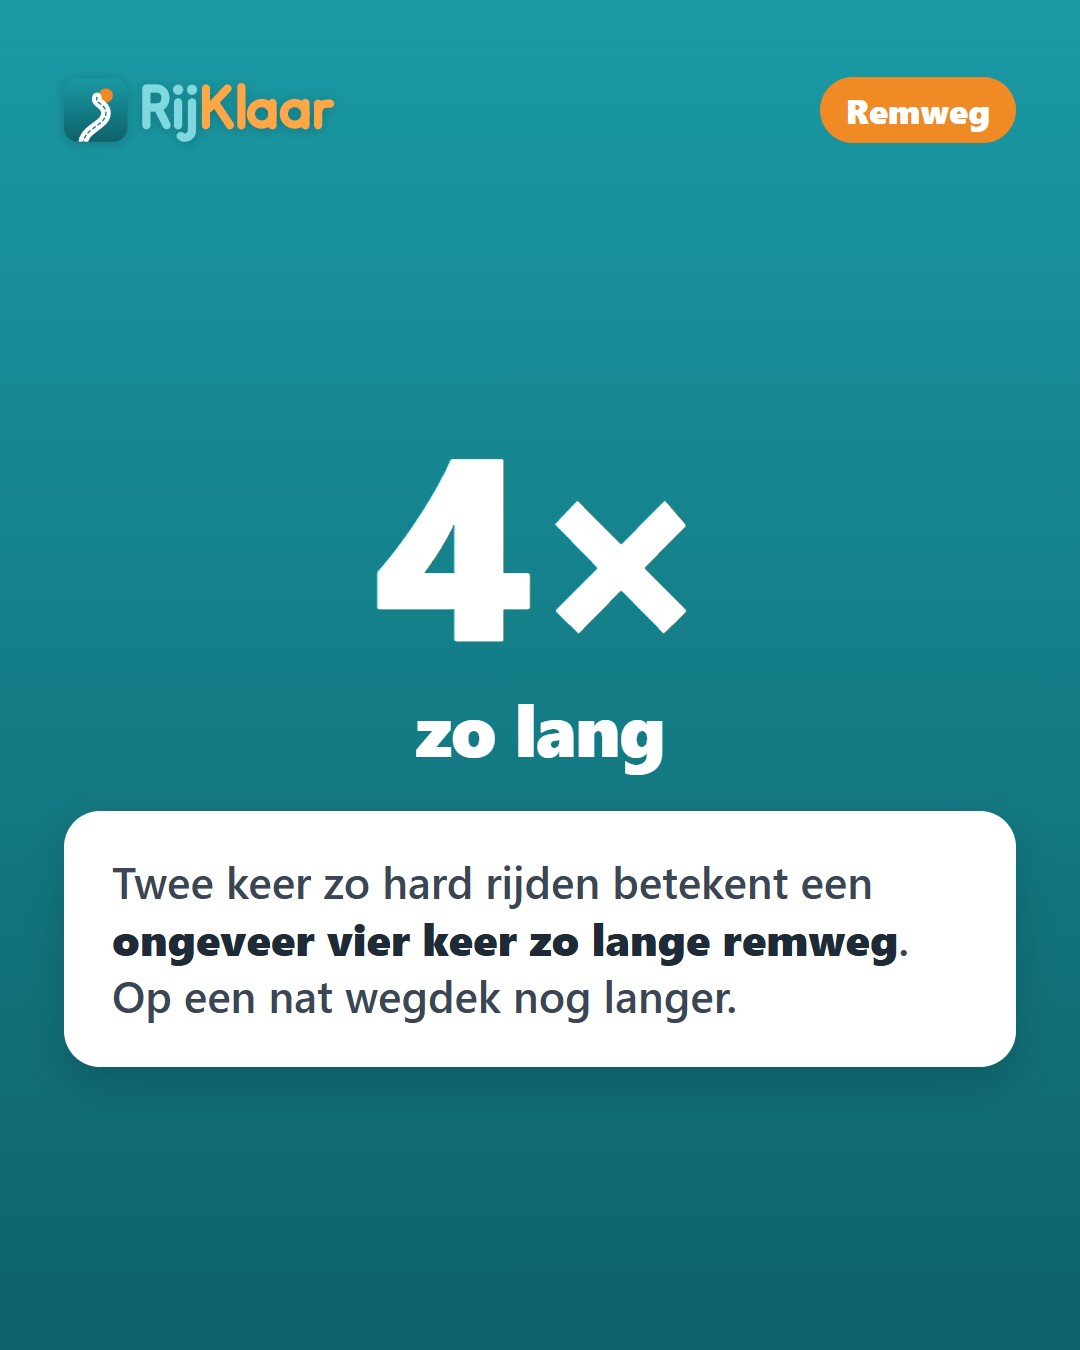 RijKlaar
Remweg
4×
zo lang
Twee keer zo hard rijden betekent een
ongeveer vier keer zo lange remweg.
Op een nat wegdek nog langer.